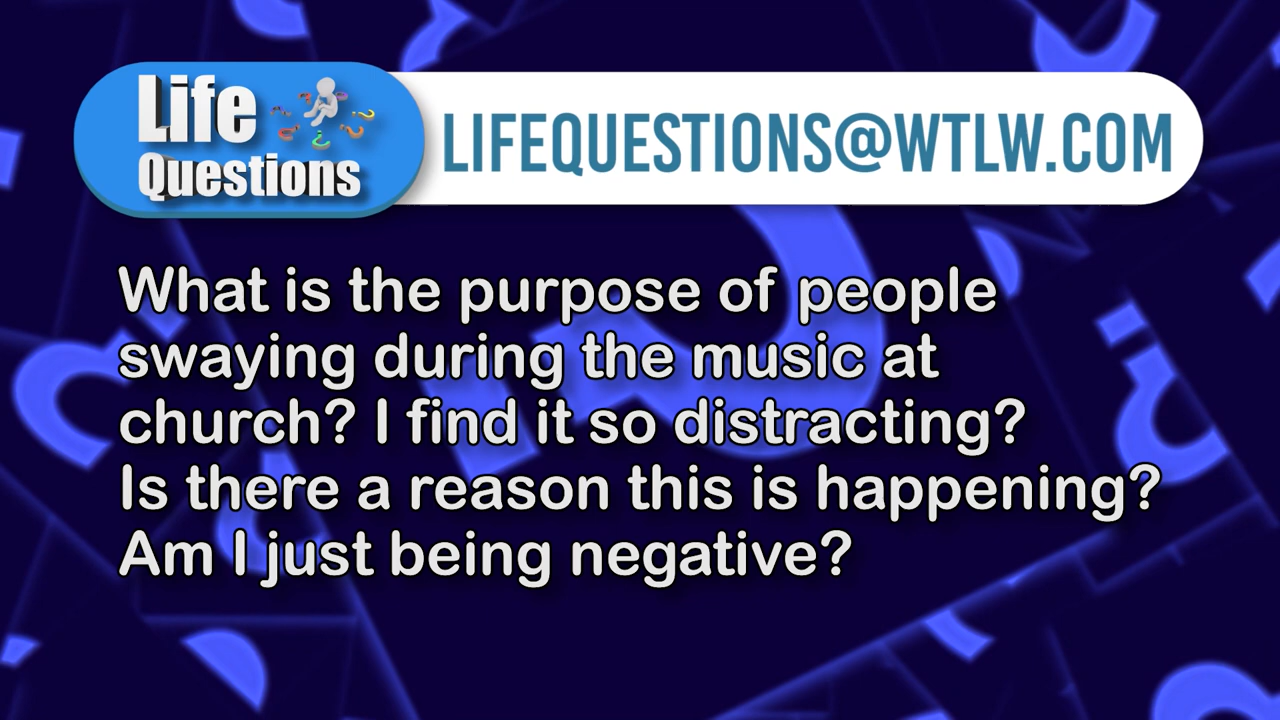 Life
Questions
LIFEQUESTIONS@WTLW.COM
What is the purpose of people
swaying during the music at
church? I find it so distracting?
Is there a reason this is happening?
Am I just being negative?